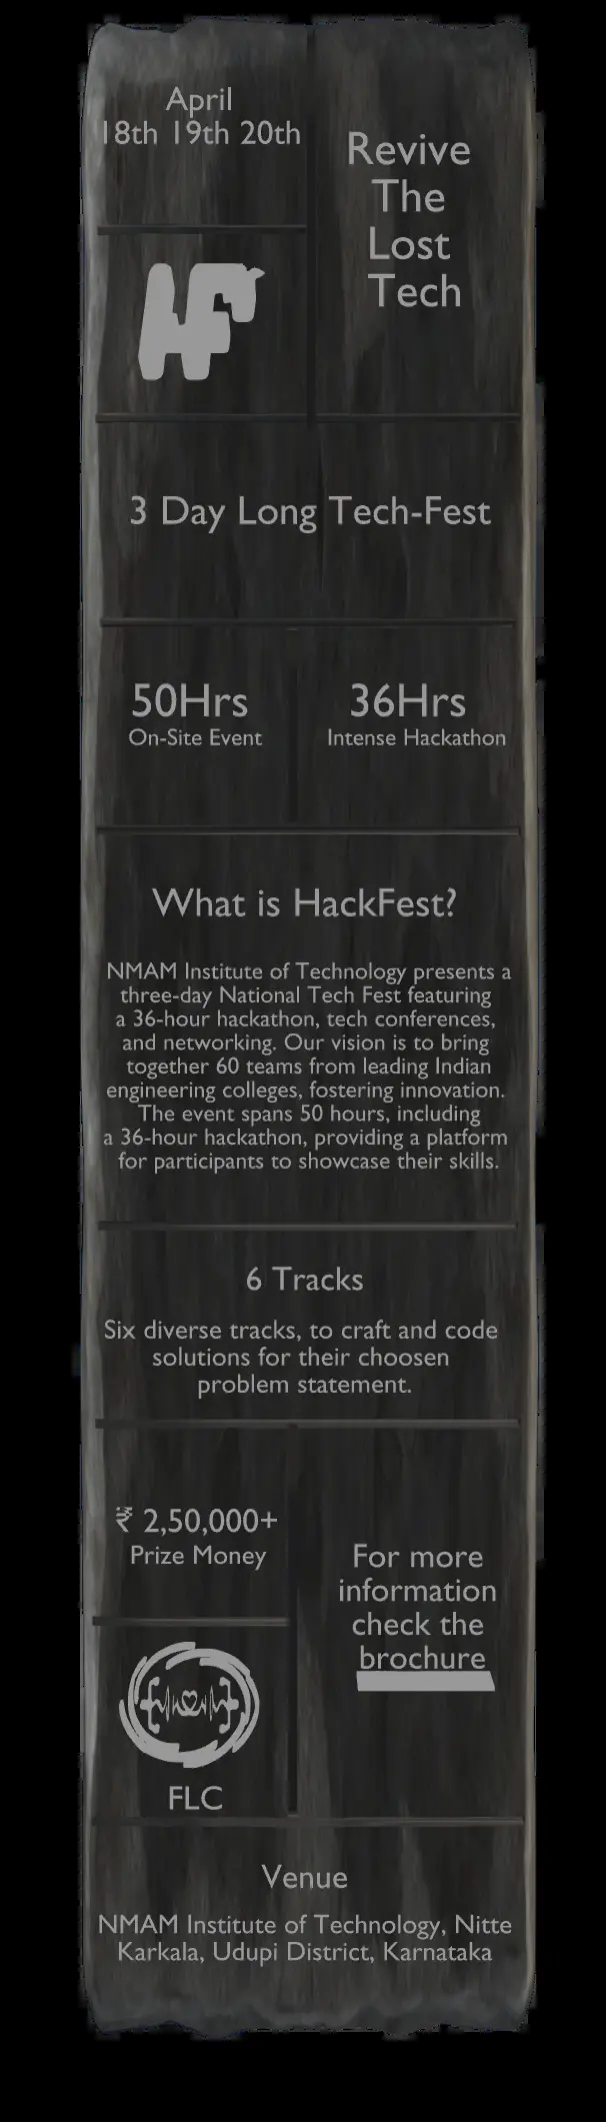 April
18th 19th 20th
Revive
The
Lost
Tech
HF
3 Day Long Tech-Fest
50Hrs
On-Site Event
36Hrs
Intense Hackathon
What is HackFest?
NMAM Institute of Technology presents a
three-day National Tech Fest featuring
a 36-hour hackathon, tech conferences,
and networking. Our vision is to bring
together 60 teams from leading Indian
engineering colleges, fostering innovation.
The event spans 50 hours, including
a 36-hour hackathon, providing a platform
for participants to showcase their skills.
6 Tracks
Six diverse tracks, to craft and code
solutions for their choosen
problem statement.
₹ 2,50,000+
Prize Money
For more
information
check the
brochure
FLC
Venue
NMAM Institute of Technology, Nitte
Karkala, Udupi District, Karnataka